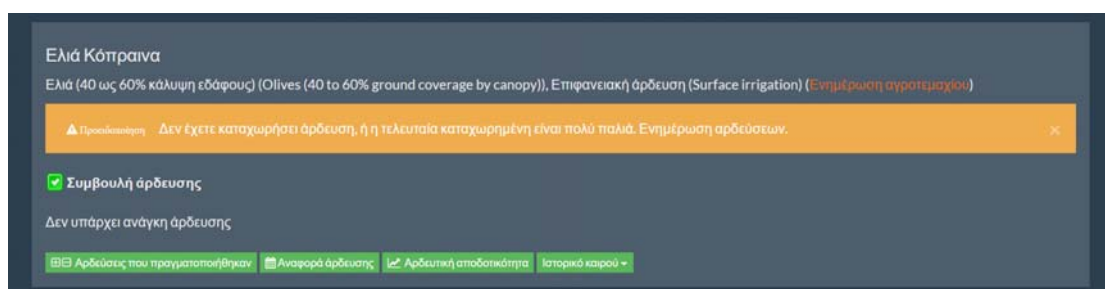 Ελιά Κόπραινα
Ελιά (40 ως 60% κάλυψη εδάφους) (Olives (40 to 60% ground coverage by canopy)), Επιφανειακή άρδευση (Surface irrigation) (Ενημέρωση αγροτεμαχίου)
Προειδοποίηση Δεν έχετε καταχωρήσει άρδευση, ή η τελευταία καταχωρημένη είναι πολύ παλιά. Ενημέρωση αρδεύσεων. ×
Συμβουλή άρδευσης
Δεν υπάρχει ανάγκη άρδευσης
Αρδεύσεις που πραγματοποιήθηκαν Αναφορά άρδευσης Αρδευτική αποδοτικότητα Ιστορικό καιρού